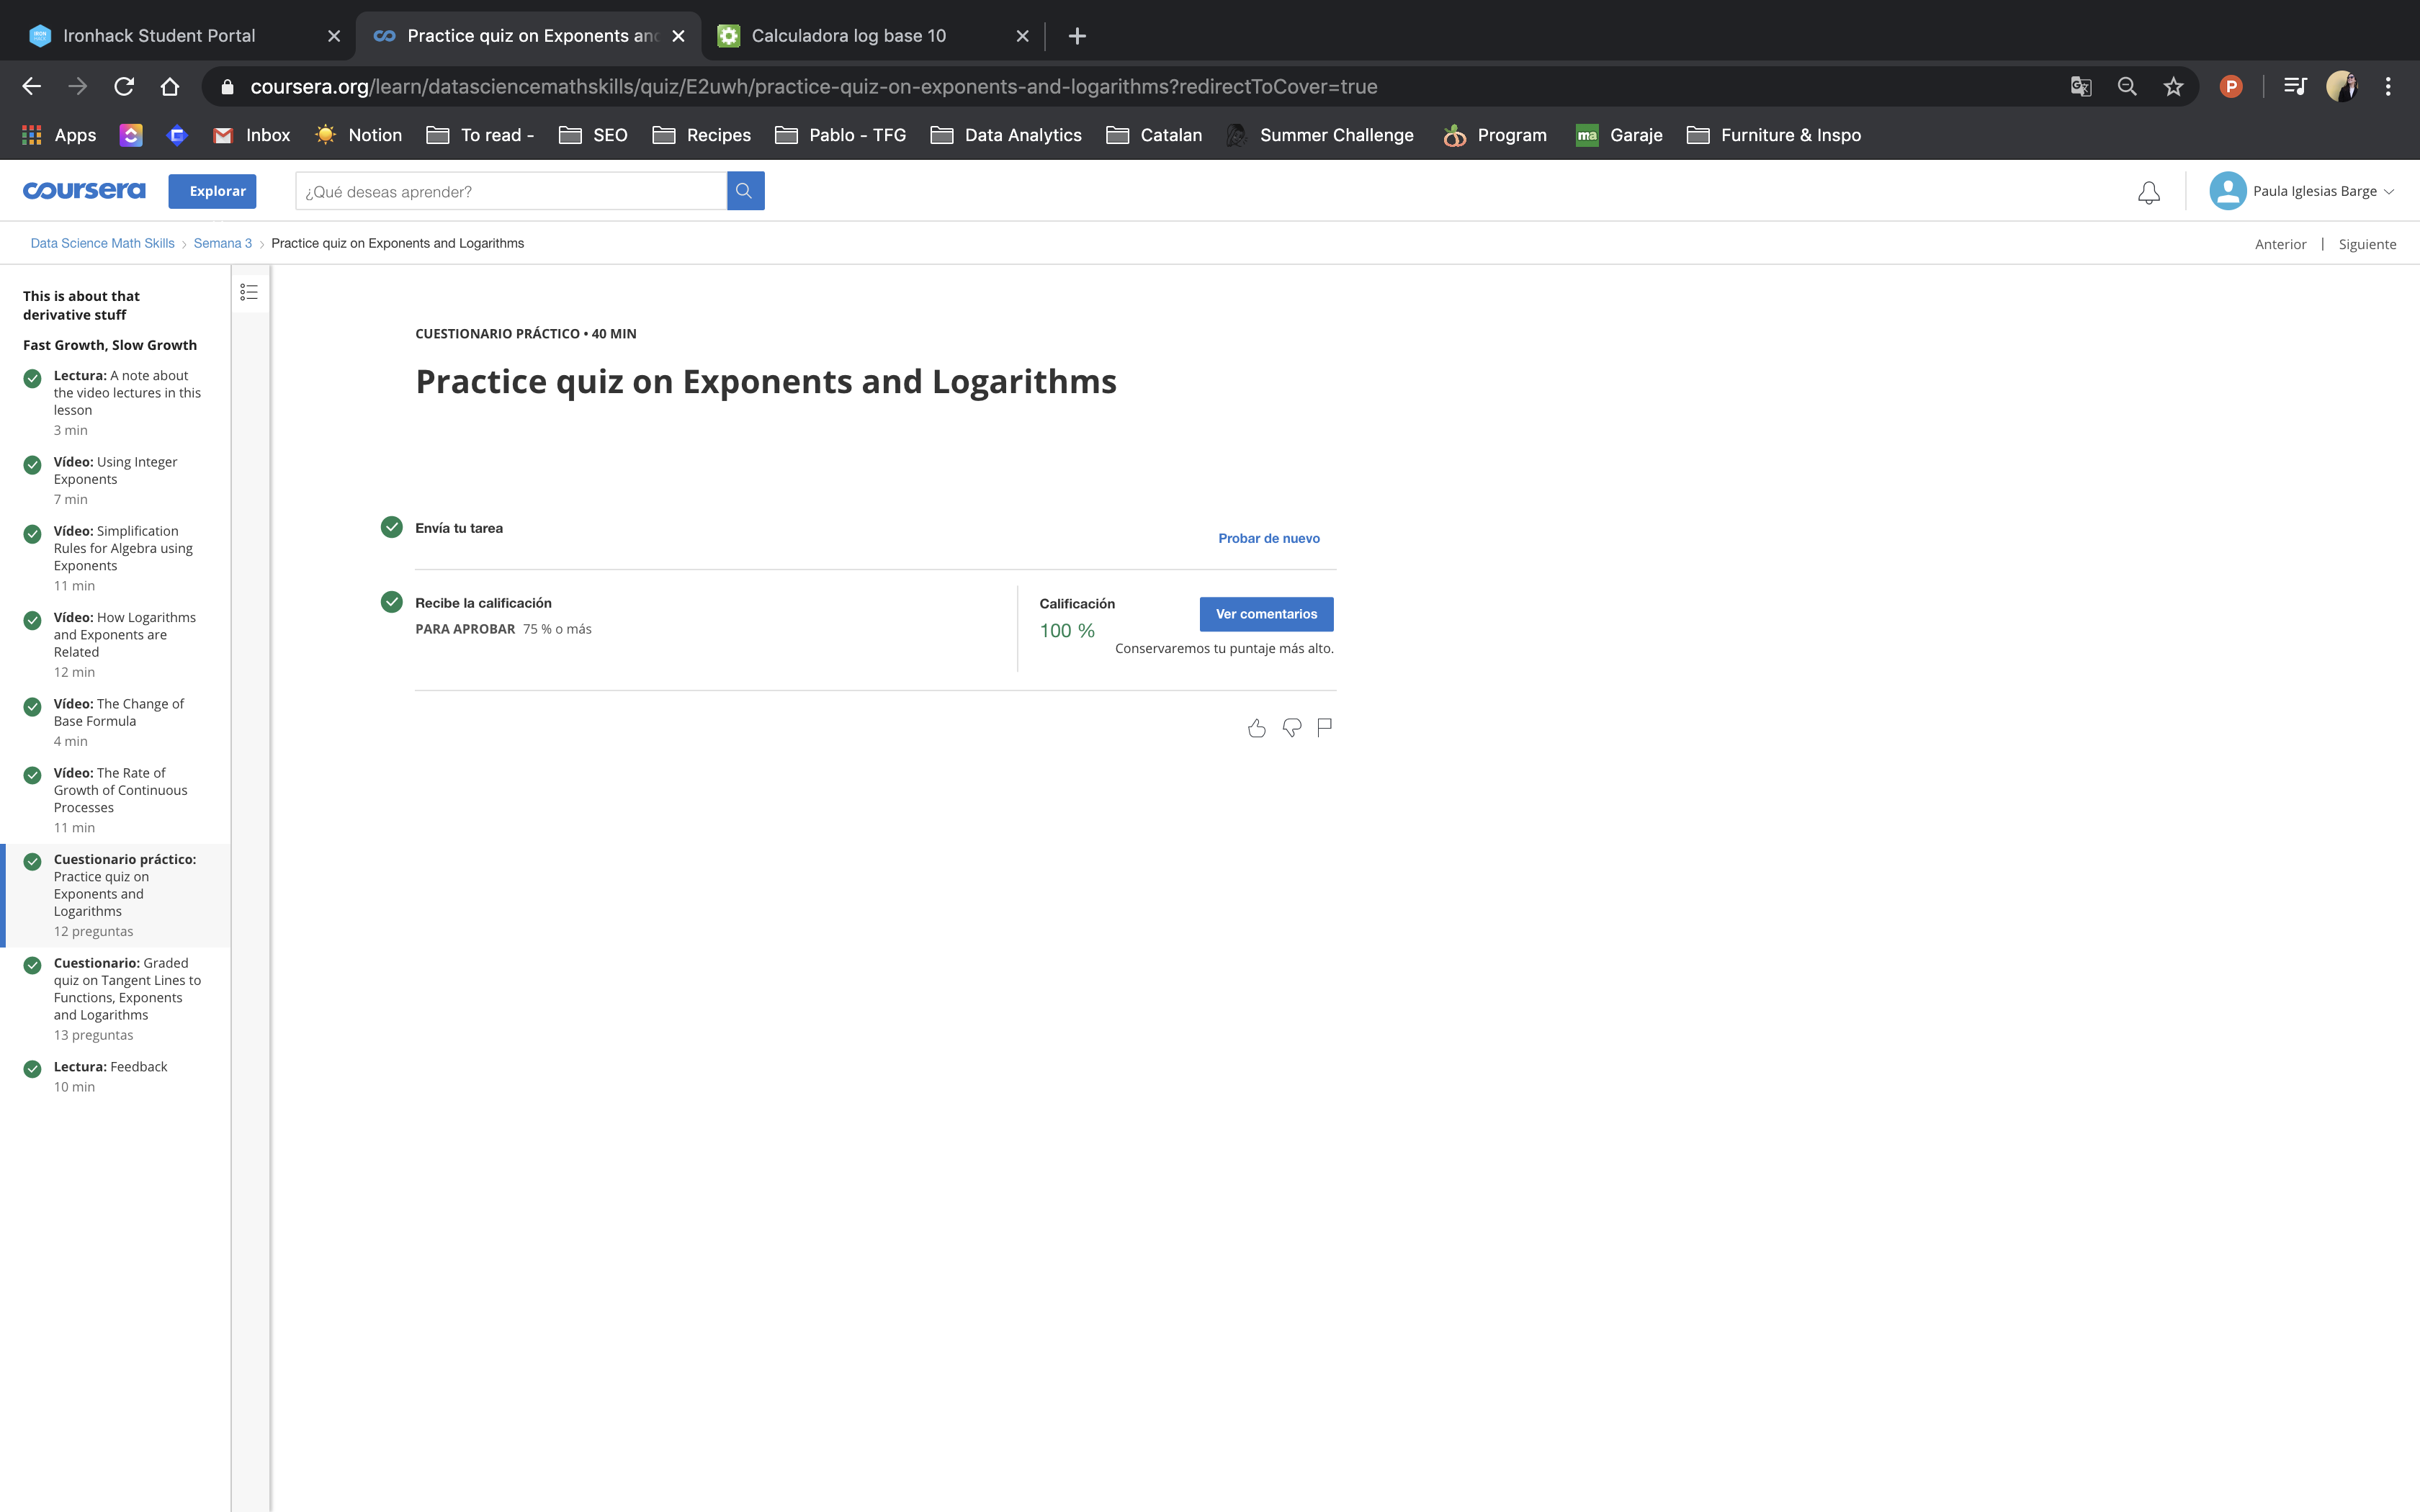 Ironhack Student Portal
Practice quiz on Exponents and
Calculadora log base 10
coursera.org/learn/datasciencemathskills/quiz/E2uwh/practice-quiz-on-exponents-and-logarithms?redirectToCover=true
P
Apps
Inbox
Notion
To read -
SEO
Recipes
Pablo - TFG
Data Analytics
Catalan
Summer Challenge
Program
ma
Garaje
Furniture & Inspo
coursera
Explorar
¿Qué deseas aprender?
Paula Iglesias Barge
Data Science Math Skills
Semana 3
Practice quiz on Exponents and Logarithms
Anterior
|
Siguiente
This is about that
derivative stuff
Fast Growth, Slow Growth
Lectura: A note about
the video lectures in this
lesson
3 min
Vídeo: Using Integer
Exponents
7 min
Vídeo: Simplification
Rules for Algebra using
Exponents
11 min
Vídeo: How Logarithms
and Exponents are
Related
12 min
Vídeo: The Change of
Base Formula
4 min
Vídeo: The Rate of
Growth of Continuous
Processes
11 min
Cuestionario práctico:
Practice quiz on
Exponents and
Logarithms
12 preguntas
Cuestionario: Graded
quiz on Tangent Lines to
Functions, Exponents
and Logarithms
13 preguntas
Lectura: Feedback
10 min
CUESTIONARIO PRÁCTICO • 40 MIN
Practice quiz on Exponents and Logarithms
Envía tu tarea
Probar de nuevo
Recibe la calificación
PARA APROBAR 75 % o más
Calificación
100 %
Ver comentarios
Conservaremos tu puntaje más alto.